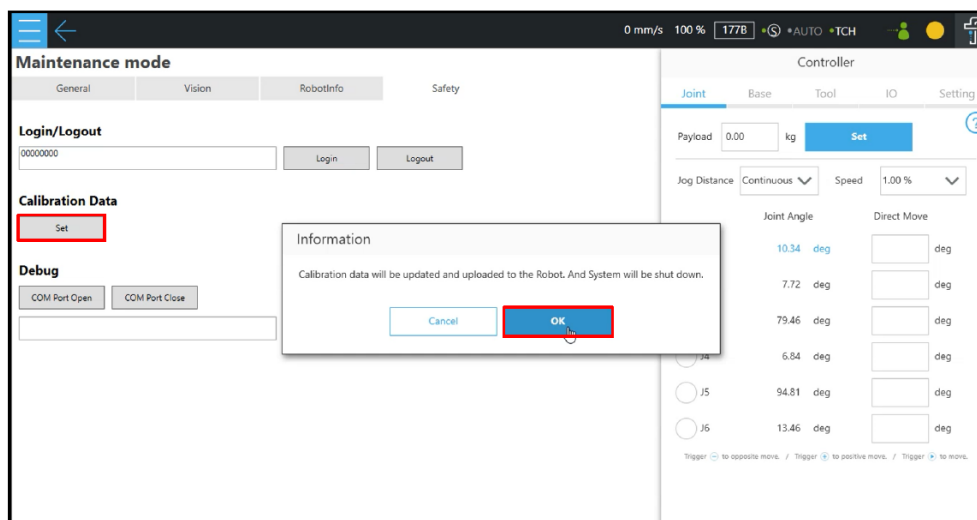 0 mm/s 100 % 177B •Ⓢ •AUTO •TCH
Maintenance mode
General Vision RobotInfo Safety
Login/Logout
00000000 Login Logout
Calibration Data
Set
Debug
COM Port Open COM Port Close
Information
Calibration data will be updated and uploaded to the Robot. And System will be shut down.
Cancel OK
Controller
Joint Base Tool IO Setting
?
Payload 0.00 kg Set
Jog Distance Continuous Speed 1.00 %
Joint Angle Direct Move
10.34 deg deg
7.72 deg deg
79.46 deg deg
J4 6.84 deg deg
J5 94.81 deg deg
J6 13.46 deg deg
Trigger ⊖ to opposite move. / Trigger ⊕ to positive move. / Trigger to move.